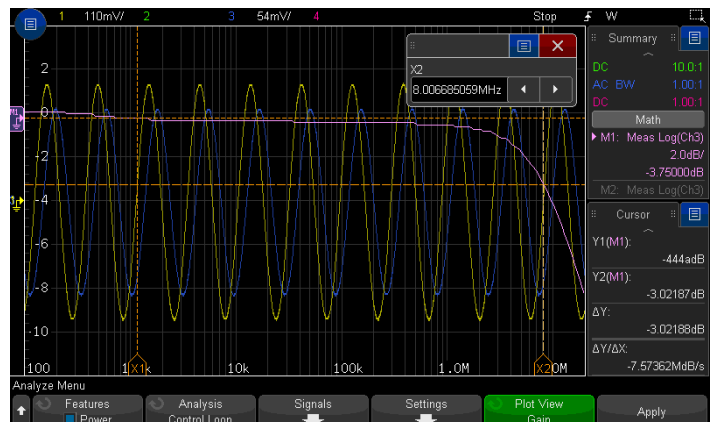 1 110mV/ 2 3 54mV/ 4 Stop W
Summary
DC 10.0:1
AC BW 1.00:1
DC 1.00:1
Math
M1: Meas Log(Ch3)
2.0dB/
-3.75000dB
M2: Meas Log(Ch3)
Cursor
Y1(M1):
-444adB
Y2(M1):
-3.02187dB
ΔY:
-3.02188dB
ΔY/ΔX:
-7.57362MdB/s
X2
8.006685059MHz
2
0
M1
-2
-4
-6
-8
-10
100 1 X1 k 10k 100k 1.0M X2 0M
Analyze Menu
Features
Power
Analysis
Control Loop
Signals
Settings
Plot View
Gain
Apply